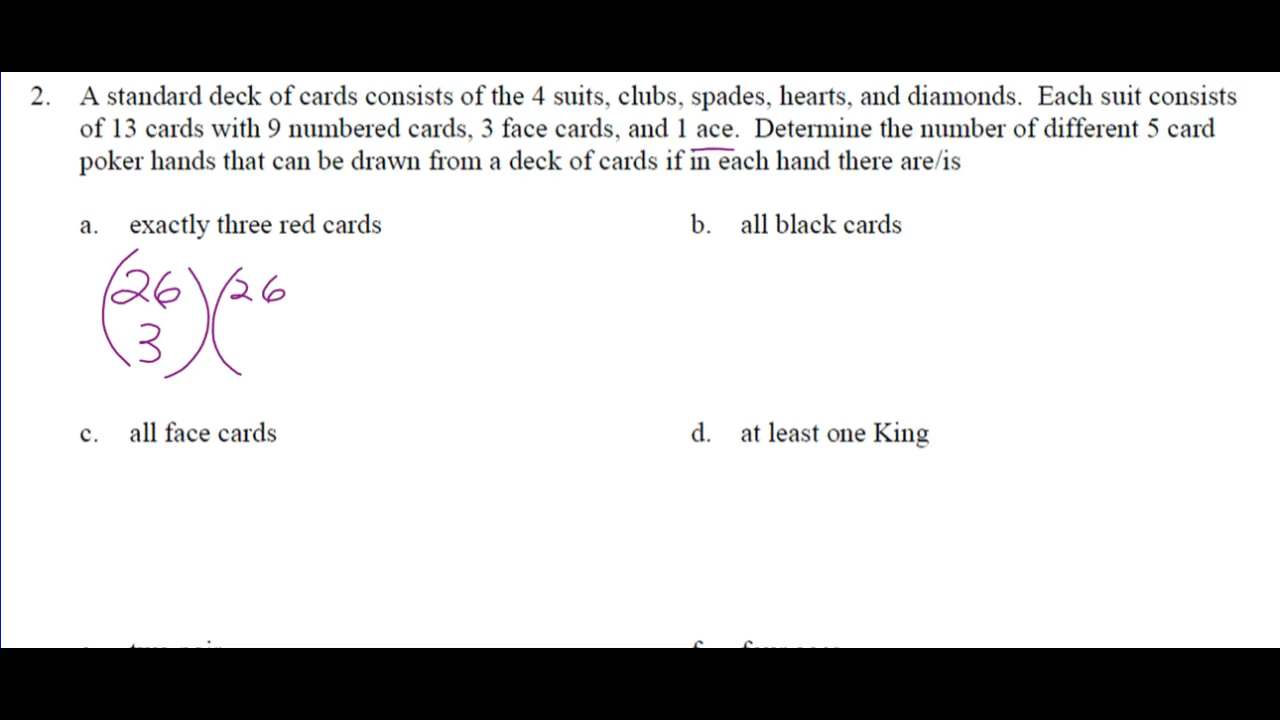 2. A standard deck of cards consists of the 4 suits, clubs, spades, hearts, and diamonds. Each suit consists
of 13 cards with 9 numbered cards, 3 face cards, and 1 ace. Determine the number of different 5 card
poker hands that can be drawn from a deck of cards if in each hand there are/is
a. exactly three red cards
b. all black cards
(26) (26
3
c. all face cards
d. at least one King